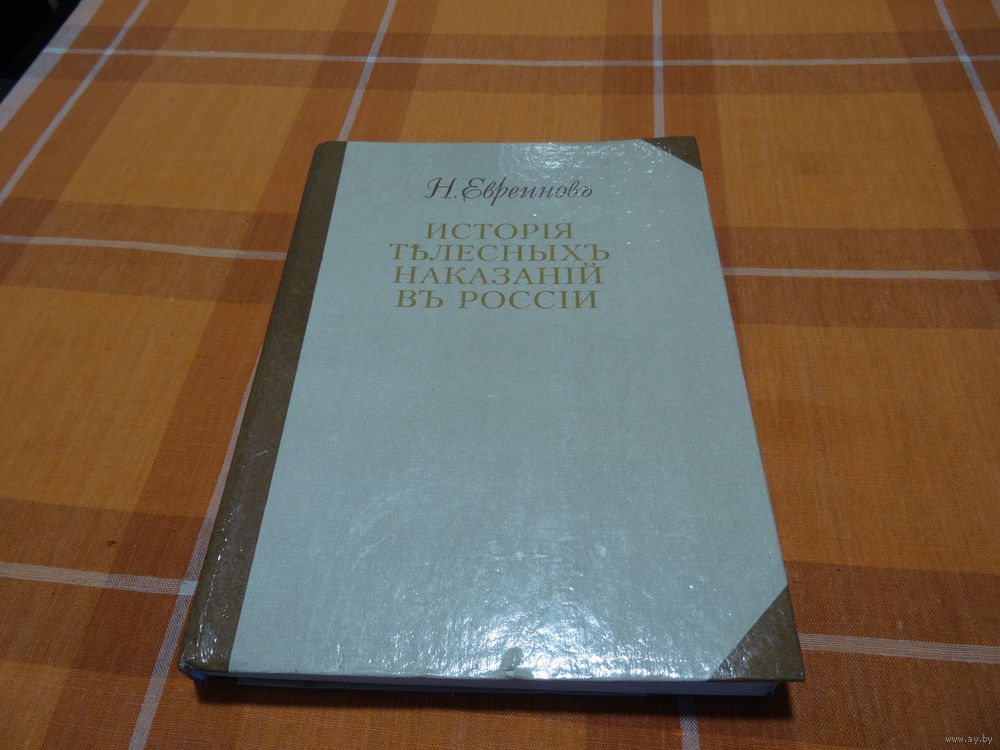 Н. Евреиновъ
ИСТОРІЯ
ТѢЛЕСНЫХЪ
НАКАЗАНІЙ
ВЪ РОССІИ
www.ay.by